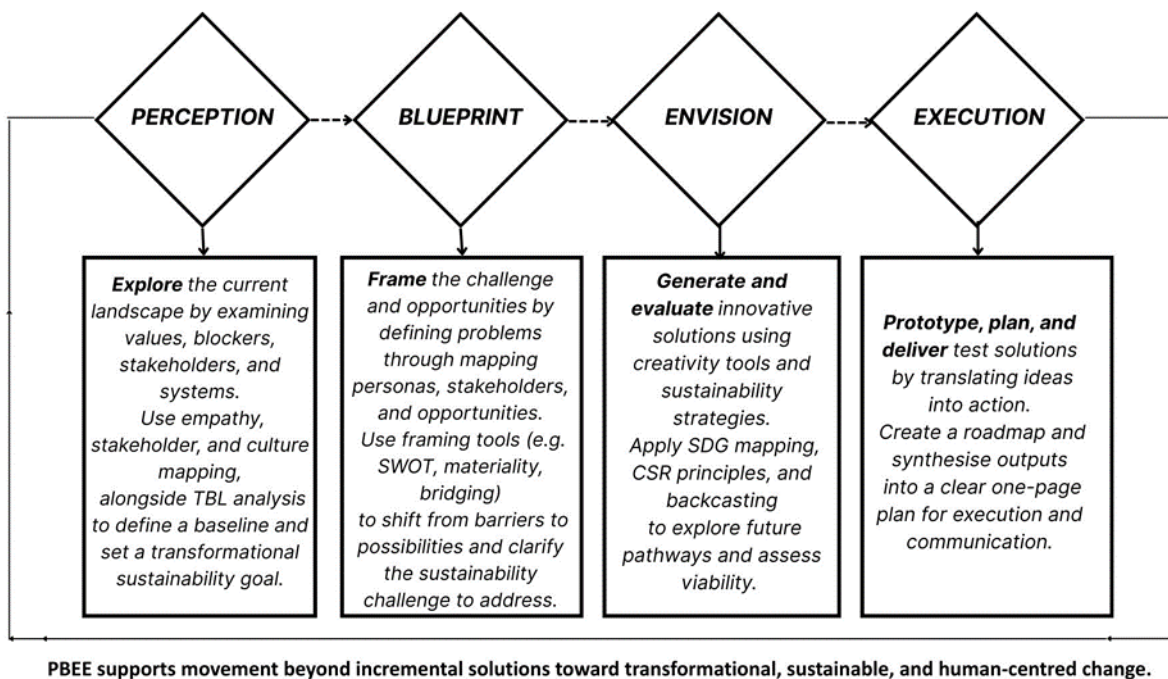 PERCEPTION
BLUEPRINT
ENVISION
EXECUTION
Explore the current
landscape by examining
values, blockers,
stakeholders, and
systems.
Use empathy,
stakeholder, and culture
mapping,
alongside TBL analysis
to define a baseline and
set a transformational
sustainability goal.
Frame the challenge
and opportunities by
defining problems
through mapping
personas, stakeholders,
and opportunities.
Use framing tools (e.g.
SWOT, materiality,
bridging)
to shift from barriers to
possibilities and clarify
the sustainability
challenge to address.
Generate and
evaluate innovative
solutions using
creativity tools and
sustainability
strategies.
Apply SDG mapping,
CSR principles, and
backcasting
to explore future
pathways and assess
viability.
Prototype, plan, and
deliver test solutions
by translating ideas
into action.
Create a roadmap and
synthesise outputs
into a clear one-page
plan for execution and
communication.
PBEE supports movement beyond incremental solutions toward transformational, sustainable, and human-centred change.